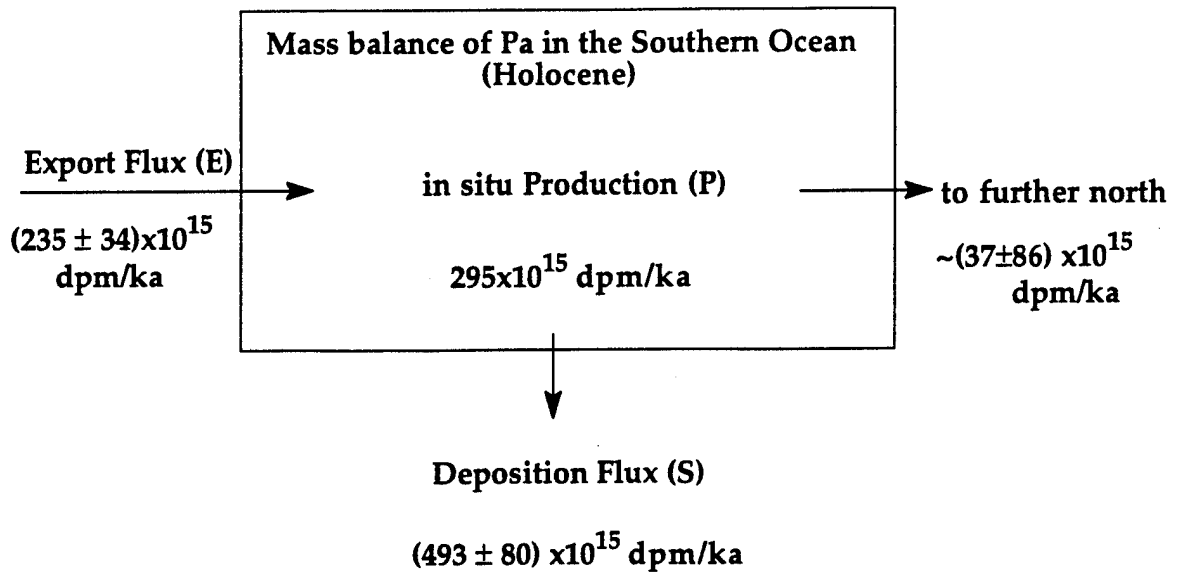 Mass balance of Pa in the Southern Ocean
(Holocene)
Export Flux (E)
(235 ± 34)x10^15
dpm/ka
in situ Production (P)
295x10^15 dpm/ka
to further north
~(37±86) x10^15
dpm/ka
Deposition Flux (S)
(493 ± 80) x10^15 dpm/ka